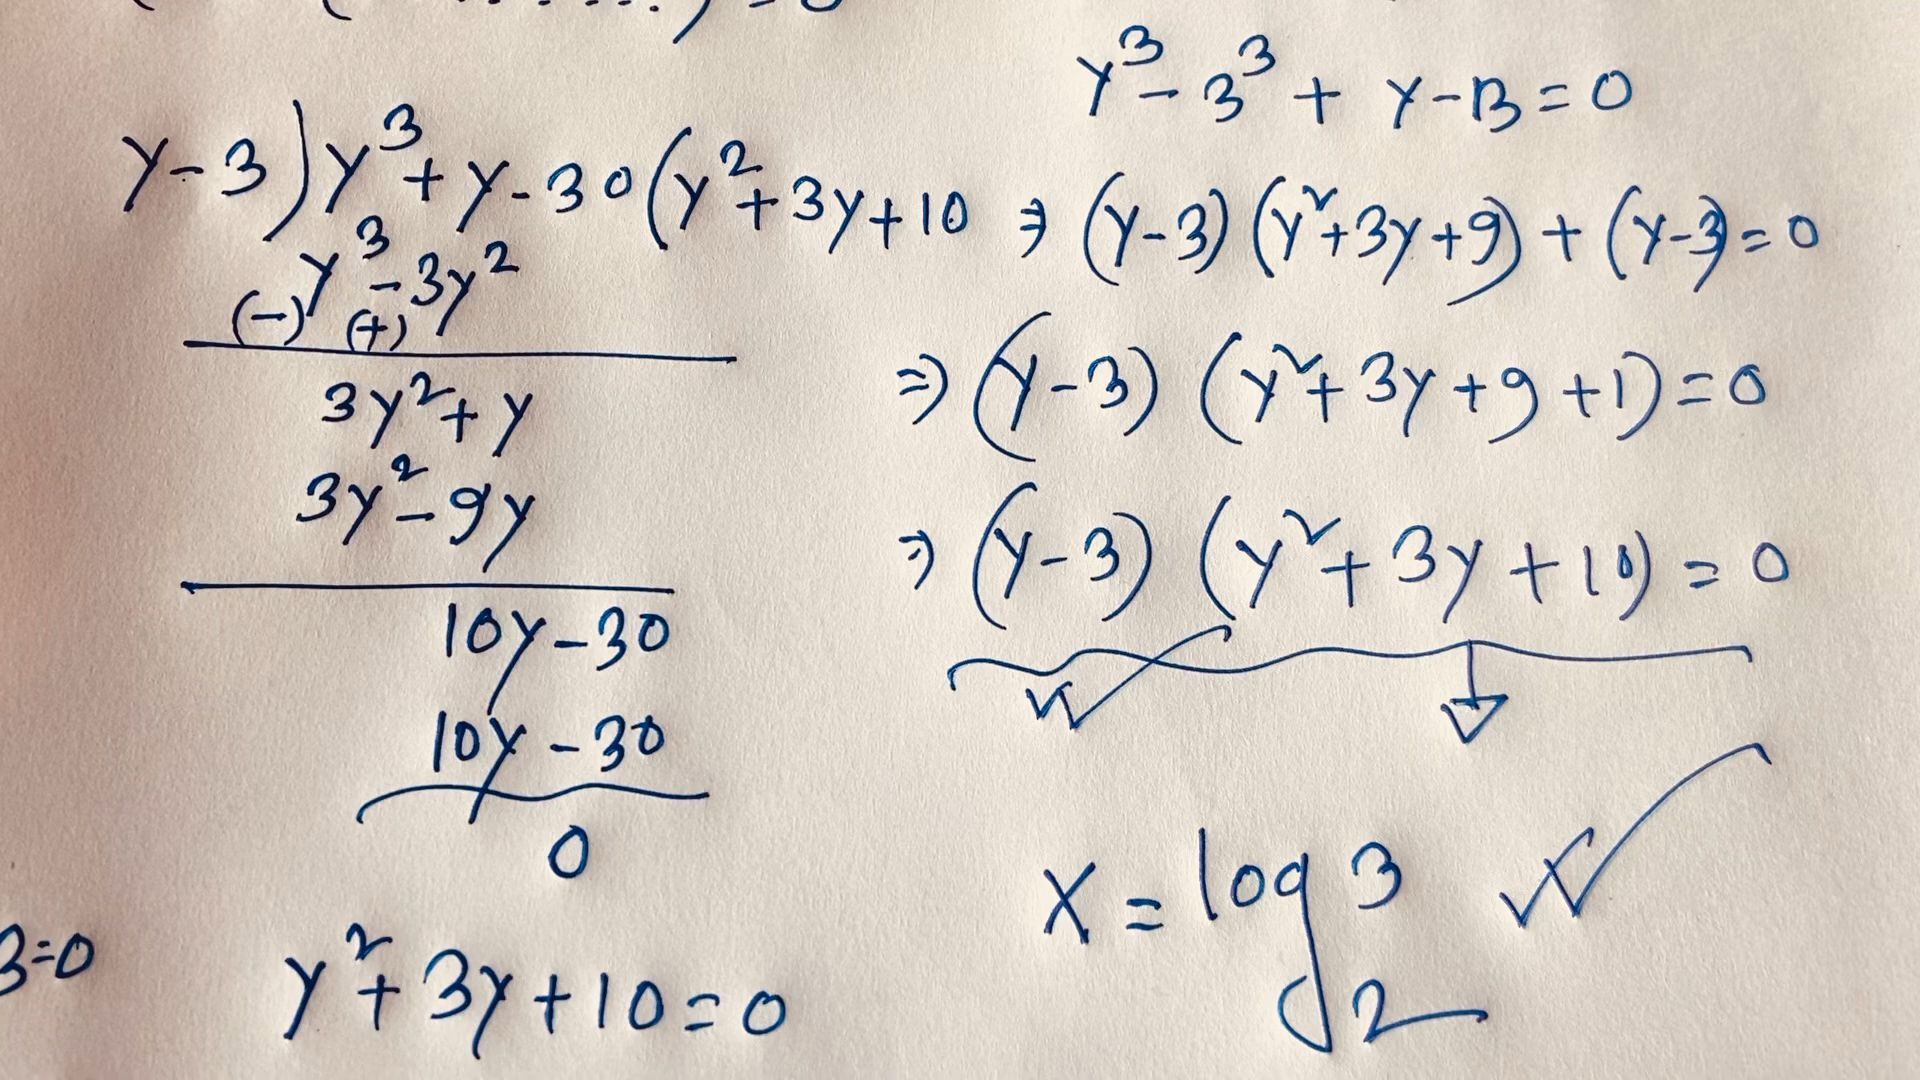 y-3)y³+y-30(y²+3y+10
y³-3y²
(-) (+)
3y²+y
3y²-9y
10y-30
10y-30
0
3=0
y²+3y+10=0
y³-3³+y-3=0
⇒(y-3)(y²+3y+9)+(y-3)=0
⇒(y-3)(y²+3y+9+1)=0
⇒(y-3)(y²+3y+10)=0
x=log₂3